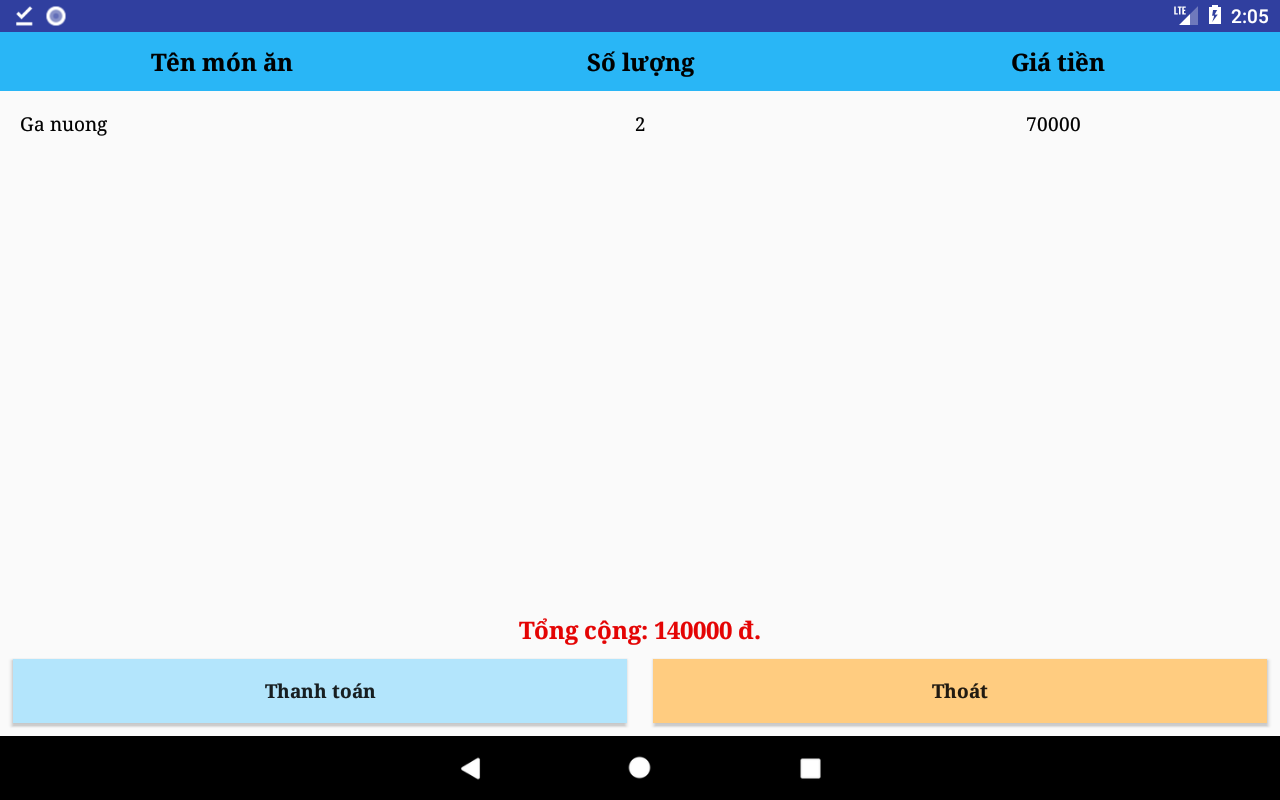 LTE 2:05
Tên món ăn Số lượng Giá tiền
Ga nuong 2 70000
Tổng cộng: 140000 đ.
Thanh toán Thoát